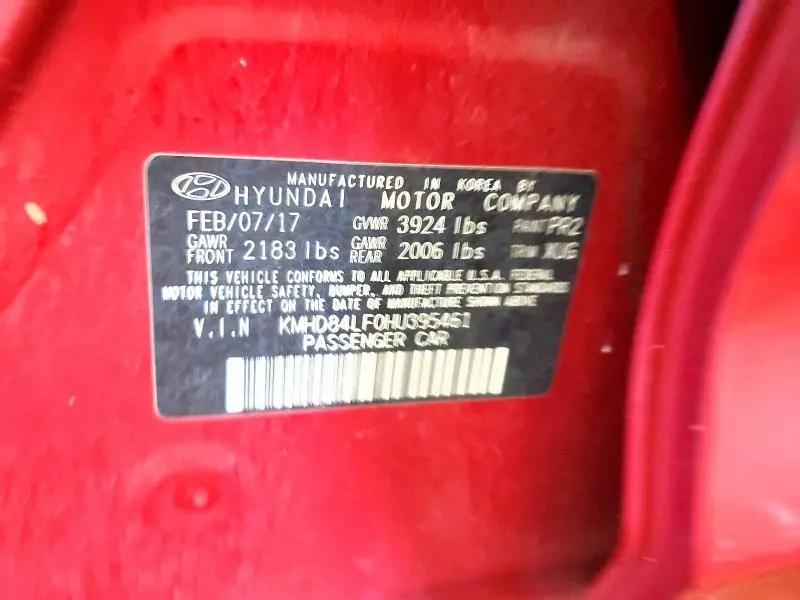 MANUFACTURED IN KOREA BY
HYUNDAI MOTOR COMPANY
FEB/07/17 GVWR 3924 lbs PAINT PR2
GAWR FRONT 2183 lbs GAWR REAR 2006 lbs TRIM XUG
THIS VEHICLE CONFORMS TO ALL APPLICABLE U.S.A. FEDERAL
MOTOR VEHICLE SAFETY, BUMPER, AND THEFT PREVENTION STANDARDS
IN EFFECT ON THE DATE OF MANUFACTURE SHOWN ABOVE
V.I.N KMHD84LF0HU395461
PASSENGER CAR